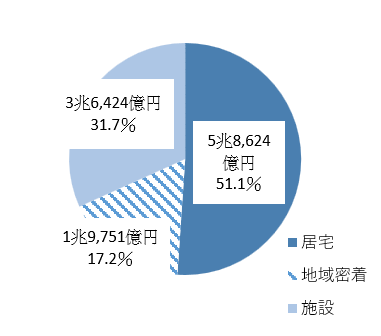 3兆6,424億円
31.7%
5兆8,624
億円
51.1%
1兆9,751億円
17.2%
居宅
地域密着
施設